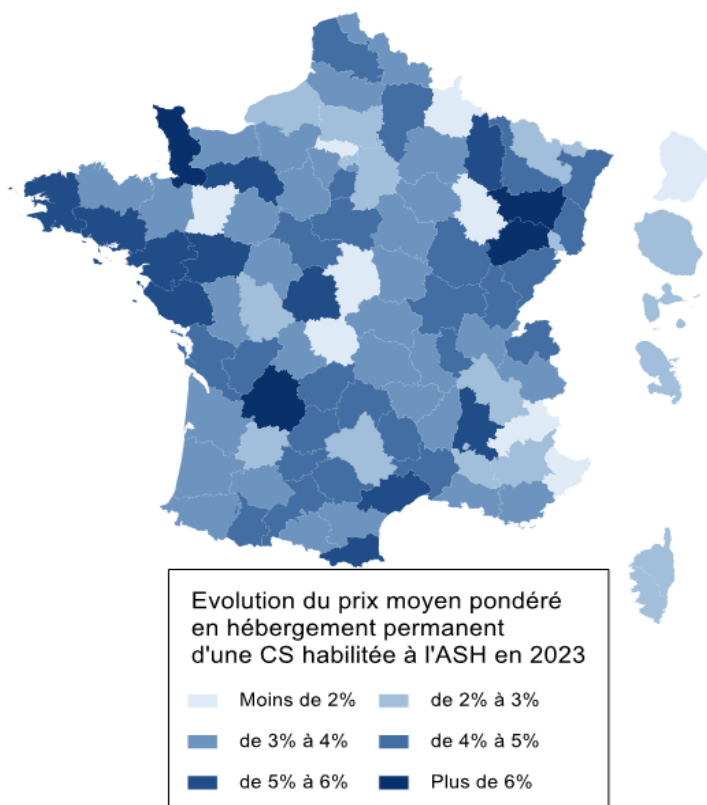 Evolution du prix moyen pondéré
en hébergement permanent
d'une CS habilitée à l'ASH en 2023
Moins de 2% de 2% à 3%
de 3% à 4% de 4% à 5%
de 5% à 6% Plus de 6%